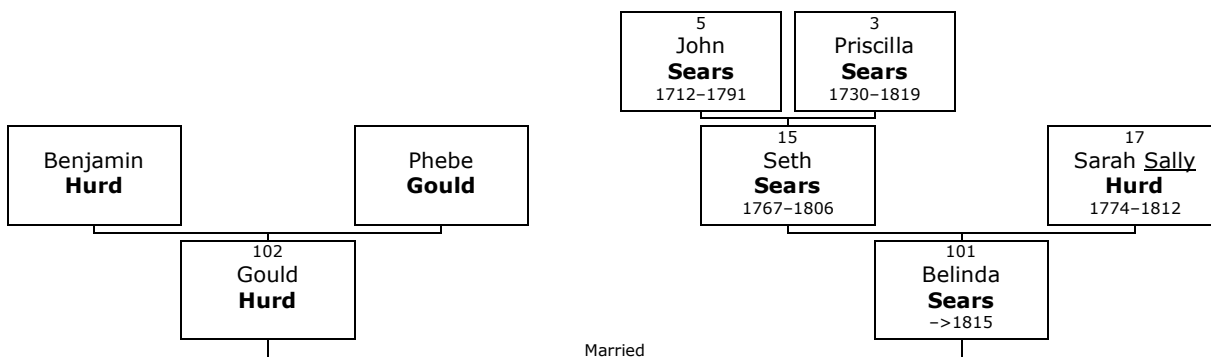 5
John
Sears
1712–1791
3
Priscilla
Sears
1730–1819
Benjamin
Hurd
Phebe
Gould
15
Seth
Sears
1767–1806
17
Sarah Sally
Hurd
1774–1812
102
Gould
Hurd
101
Belinda
Sears
–>1815
Married